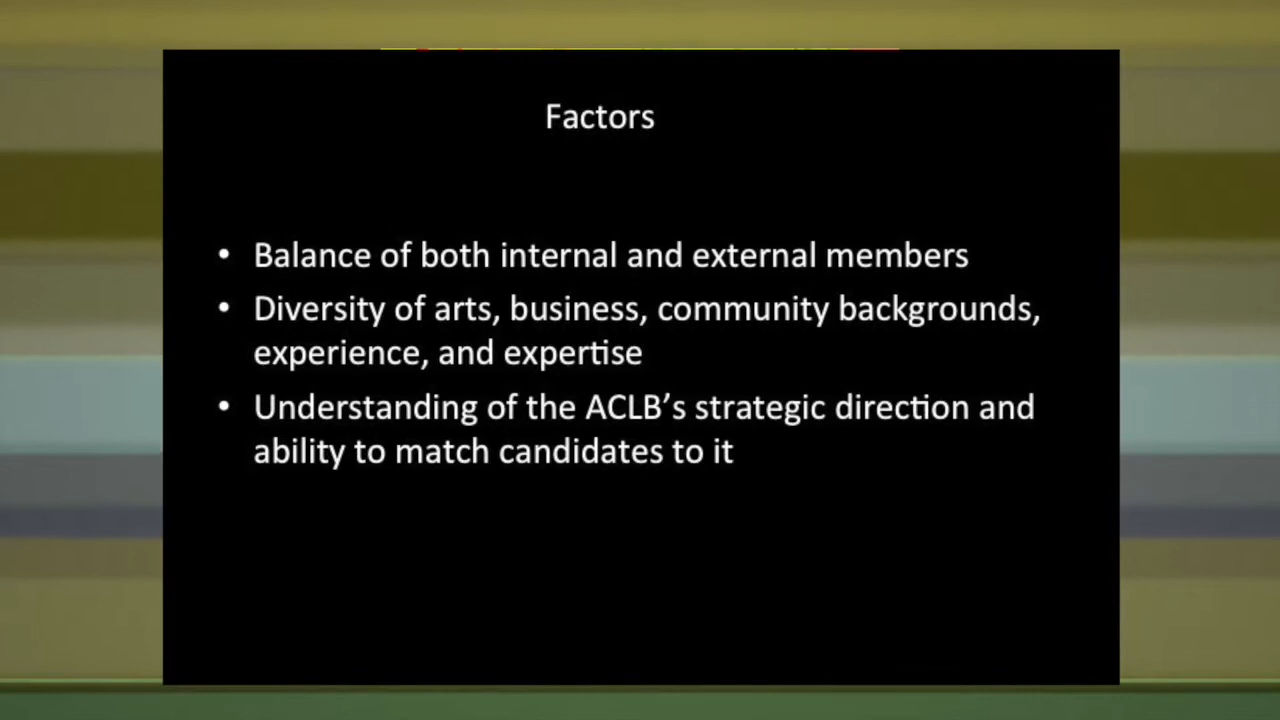 Factors
• Balance of both internal and external members
• Diversity of arts, business, community backgrounds,
experience, and expertise
• Understanding of the ACLB’s strategic direction and
ability to match candidates to it